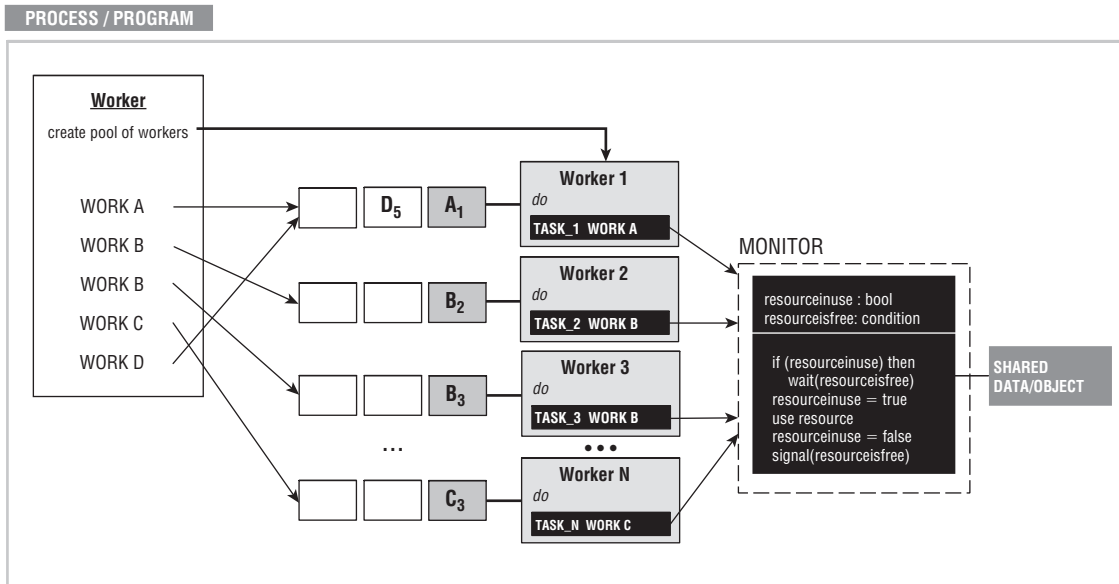 PROCESS / PROGRAM
Worker
create pool of workers
WORK A
WORK B
WORK B
WORK C
WORK D
D5
A1
Worker 1
do
TASK_1 WORK A
B2
Worker 2
do
TASK_2 WORK B
B3
Worker 3
do
TASK_3 WORK B
...
•••
C3
Worker N
do
TASK_N WORK C
MONITOR
resourceinuse : bool
resourceisfree: condition
if (resourceinuse) then
wait(resourceisfree)
resourceinuse = true
use resource
resourceinuse = false
signal(resourceisfree)
SHARED
DATA/OBJECT